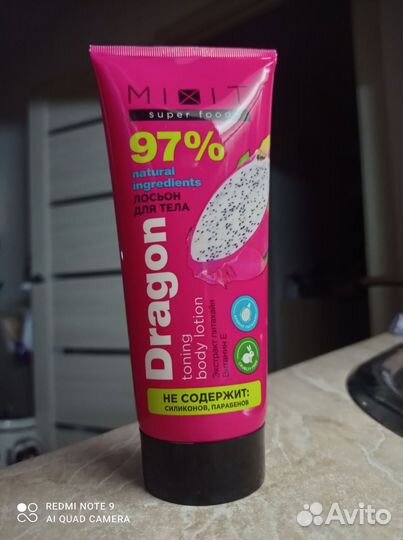 MIXIT
super food
97%
natural
ingredients
ЛОСЬОН
ДЛЯ ТЕЛА
Dragon
toning
body lotion
Экстракт питахайи
Витамин Е
НЕ СОДЕРЖИТ:
СИЛИКОНОВ, ПАРАБЕНОВ
REDMI NOTE 9
AI QUAD CAMERA
Avito